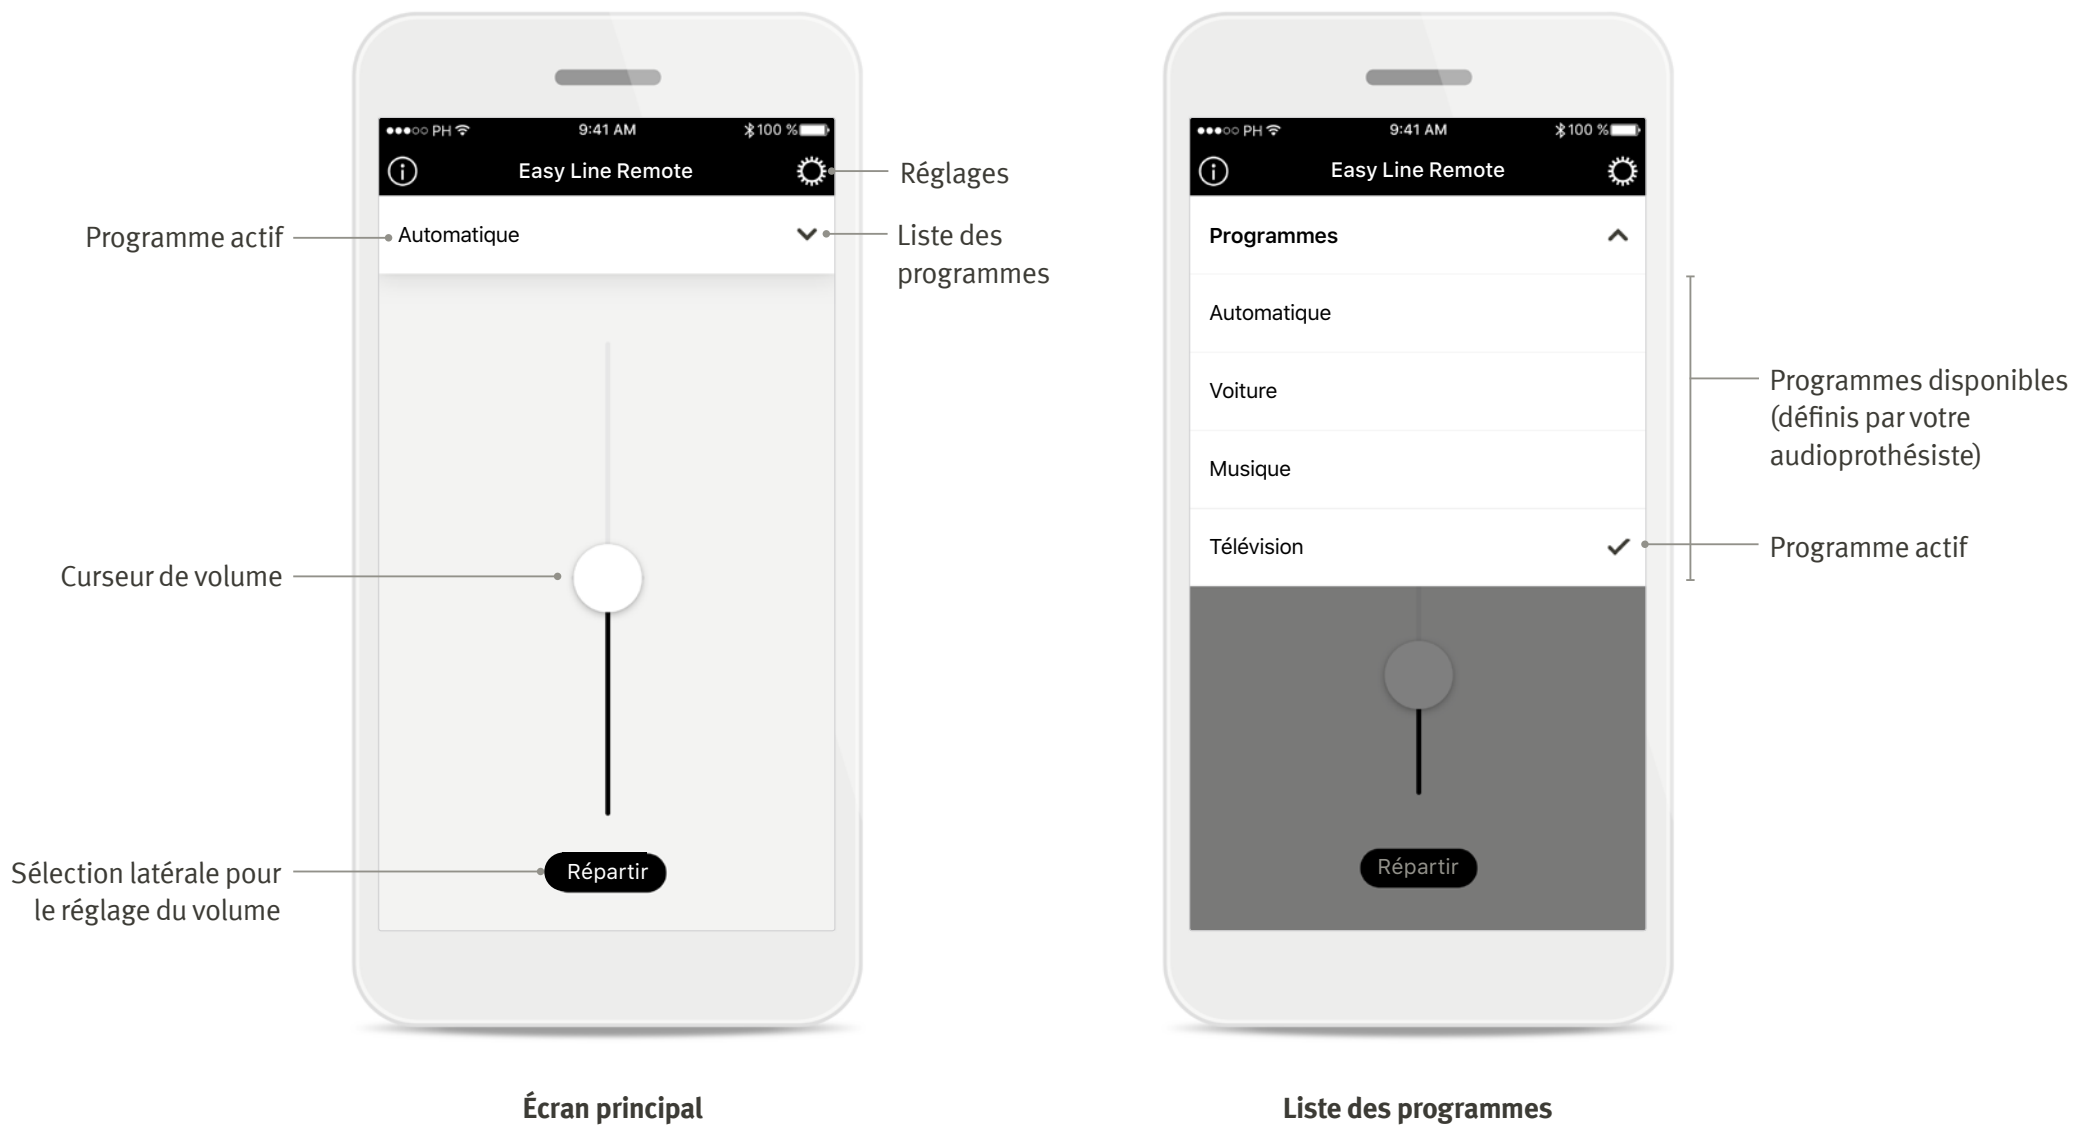 ●●●○○ PH 9:41 AM 100 %
Easy Line Remote
Réglages
Programme actif
Automatique
Liste des
programmes
Curseur de volume
Sélection latérale pour
le réglage du volume
Répartir
Écran principal
●●●○○ PH 9:41 AM 100 %
Easy Line Remote
Programmes
Automatique
Voiture
Musique
Télévision
Programmes disponibles
(définis par votre
audioprothésiste)
Programme actif
Répartir
Liste des programmes